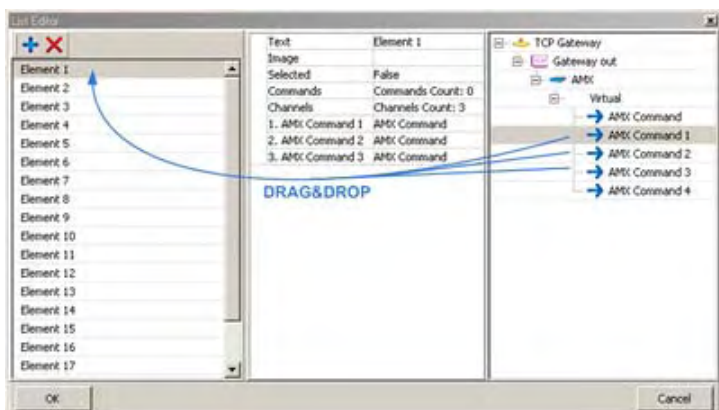 List Editor
Element 1
Element 2
Element 3
Element 4
Element 5
Element 6
Element 7
Element 8
Element 9
Element 10
Element 11
Element 12
Element 13
Element 14
Element 15
Element 16
Element 17
Text Element 1
Image
Selected False
Commands Commands Count: 0
Channels Channels Count: 3
1. AMX Command 1 AMX Command
2. AMX Command 2 AMX Command
3. AMX Command 3 AMX Command
DRAG&DROP
TCP Gateway
Gateway out
AMX
Virtual
AMX Command
AMX Command 1
AMX Command 2
AMX Command 3
AMX Command 4
OK
Cancel